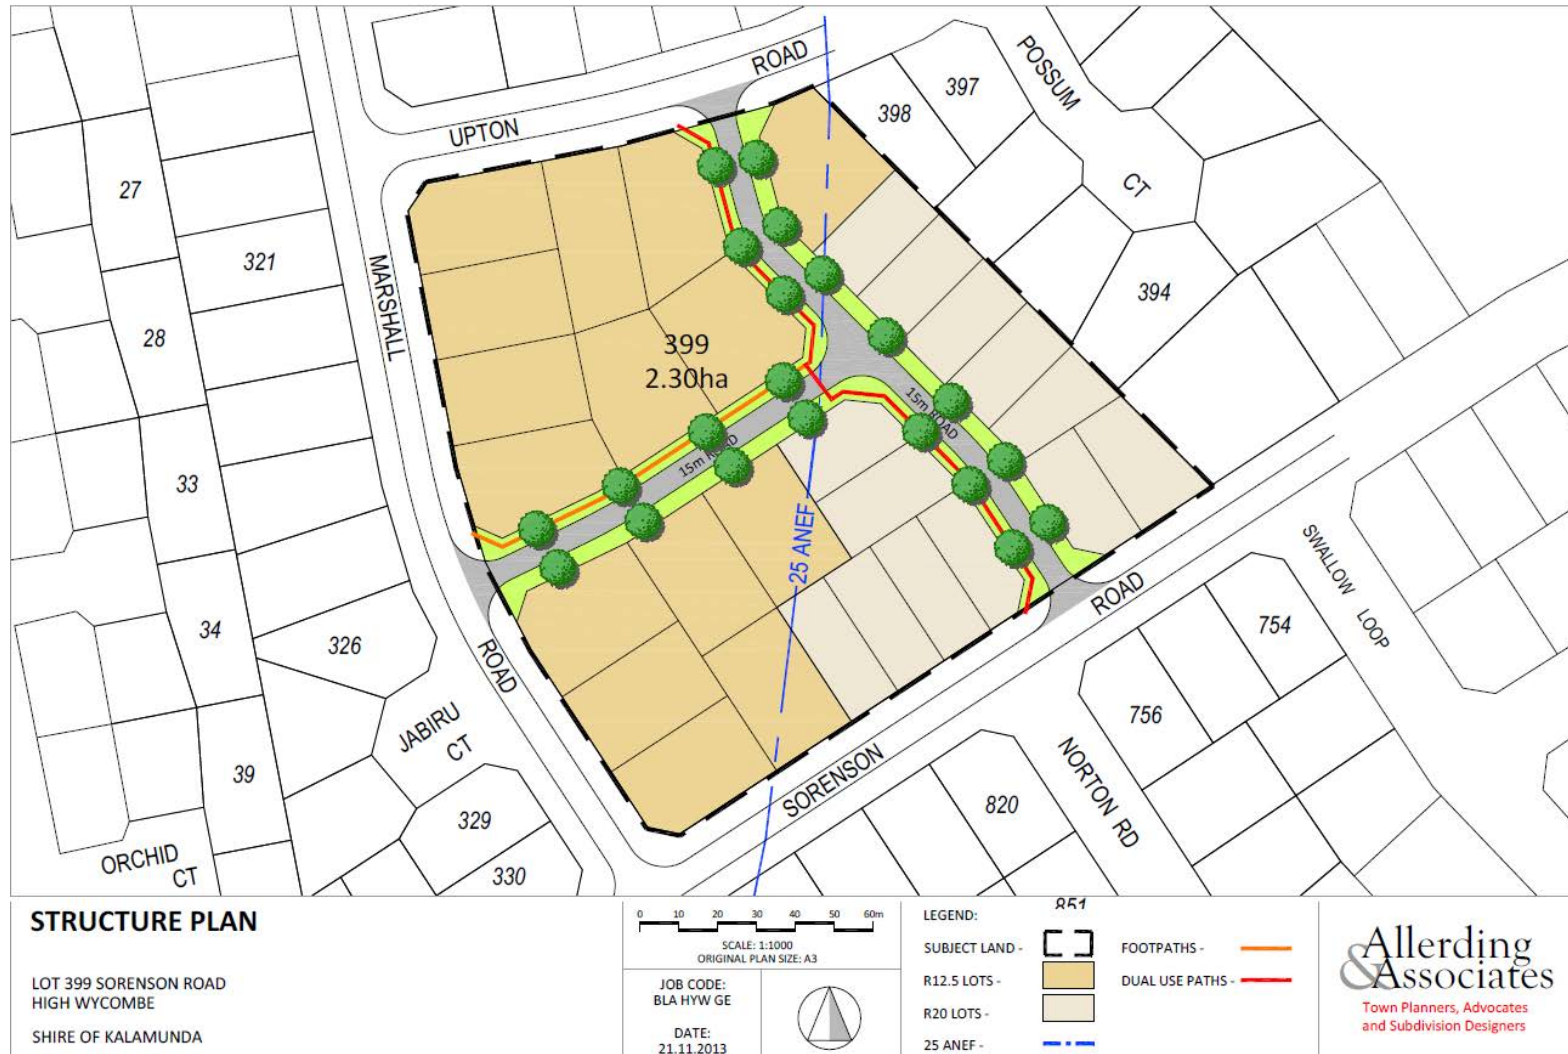 ROAD
POSSUM
397
398
UPTON
27
CT
321
MARSHALL
394
28
399
2.30ha
15m ROAD
15m ROAD
33
25 ANEF
SWALLOW LOOP
ROAD
34
326
754
ROAD
JABIRU
CT
756
39
NORTON RD
SORENSON
820
329
ORCHID
CT
330
STRUCTURE PLAN
LOT 399 SORENSON ROAD
HIGH WYCOMBE
SHIRE OF KALAMUNDA
0 10 20 30 40 50 60m
SCALE: 1:1000
ORIGINAL PLAN SIZE: A3
JOB CODE:
BLA HYW GE
DATE:
21.11.2013
LEGEND:
851
SUBJECT LAND -
R12.5 LOTS -
R20 LOTS -
25 ANEF -
FOOTPATHS -
DUAL USE PATHS -
Allerding
&Associates
Town Planners, Advocates
and Subdivision Designers